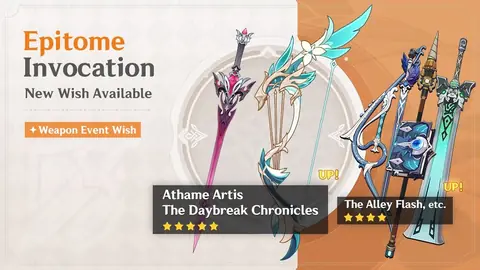 Epitome
Invocation
New Wish Available
Weapon Event Wish
UP!
Athame Artis
The Daybreak Chronicles
UP!
The Alley Flash, etc.